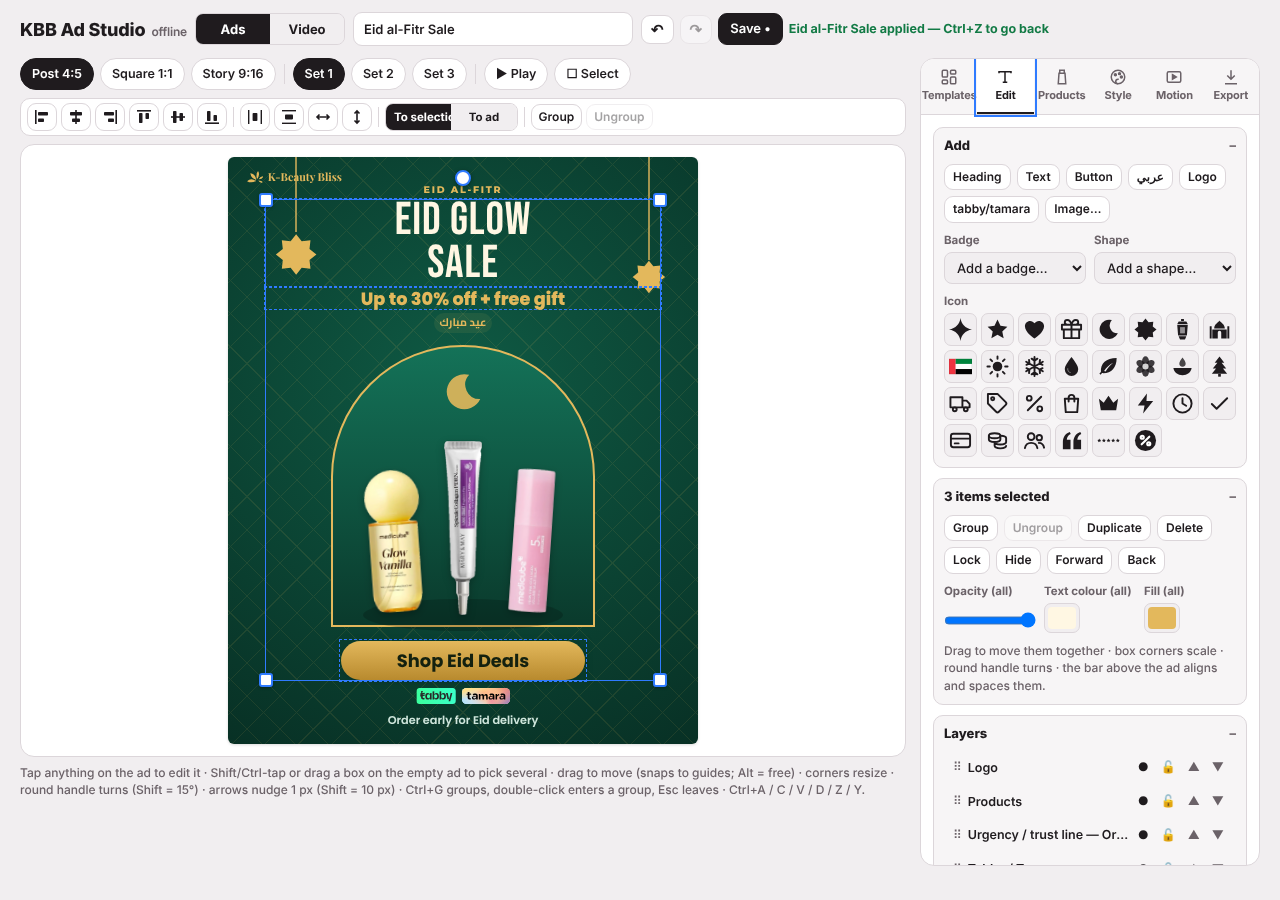 KBB Ad Studio offline
Ads
Video
Eid al-Fitr Sale
Save •
Eid al-Fitr Sale applied — Ctrl+Z to go back
Post 4:5
Square 1:1
Story 9:16
Set 1
Set 2
Set 3
Play
Select
To selectio
To ad
Group
Ungroup
K-Beauty Bliss
EID AL-FITR
EID GLOW
SALE
Up to 30% off + free gift
عيد مبارك
medicube
Glow
Vanilla
MARY & MAY
medicube
Shop Eid Deals
tabby
tamara
Order early for Eid delivery
Tap anything on the ad to edit it · Shift/Ctrl-tap or drag a box on the empty ad to pick several · drag to move (snaps to guides; Alt = free) · corners resize ·
round handle turns (Shift = 15°) · arrows nudge 1 px (Shift = 10 px) · Ctrl+G groups, double-click enters a group, Esc leaves · Ctrl+A / C / V / D / Z / Y.
Templates
Edit
Products
Style
Motion
Export
Add
Heading
Text
Button
عربي
Logo
tabby/tamara
Image...
Badge
Shape
Add a badge...
Add a shape...
Icon
3 items selected
Group
Ungroup
Duplicate
Delete
Lock
Hide
Forward
Back
Opacity (all)
Text colour (all)
Fill (all)
Drag to move them together · box corners scale ·
round handle turns · the bar above the ad aligns
and spaces them.
Layers
Logo
Products
Urgency / trust line — Or...